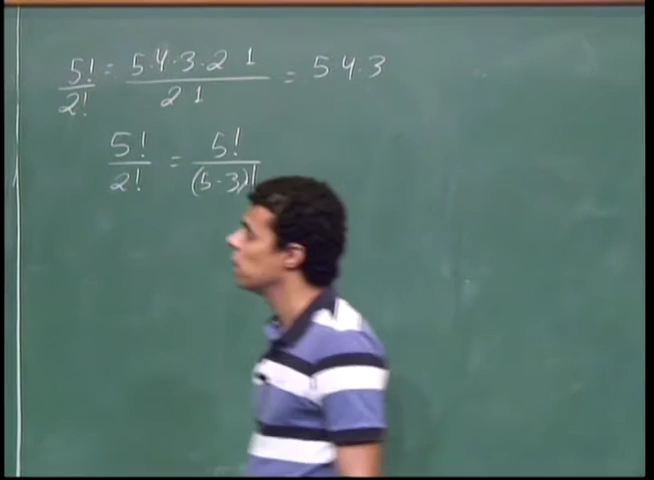 5!/2! = 5·4·3·2 1/2 1 = 5 4·3
5!/2! = 5!/(5-3)!